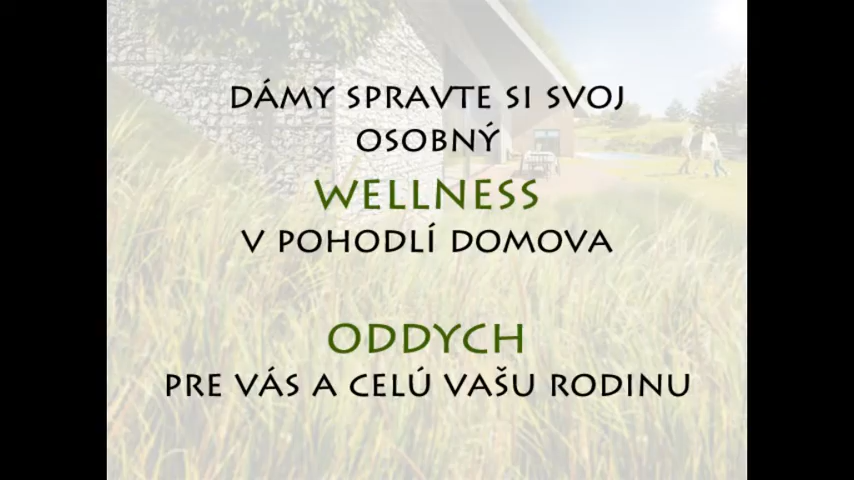 DÁMY SPRAVTE SI SVOJ
OSOBNÝ
WELLNESS
V POHODLÍ DOMOVA
ODDYCH
PRE VÁS A CELÚ VAŠU RODINU